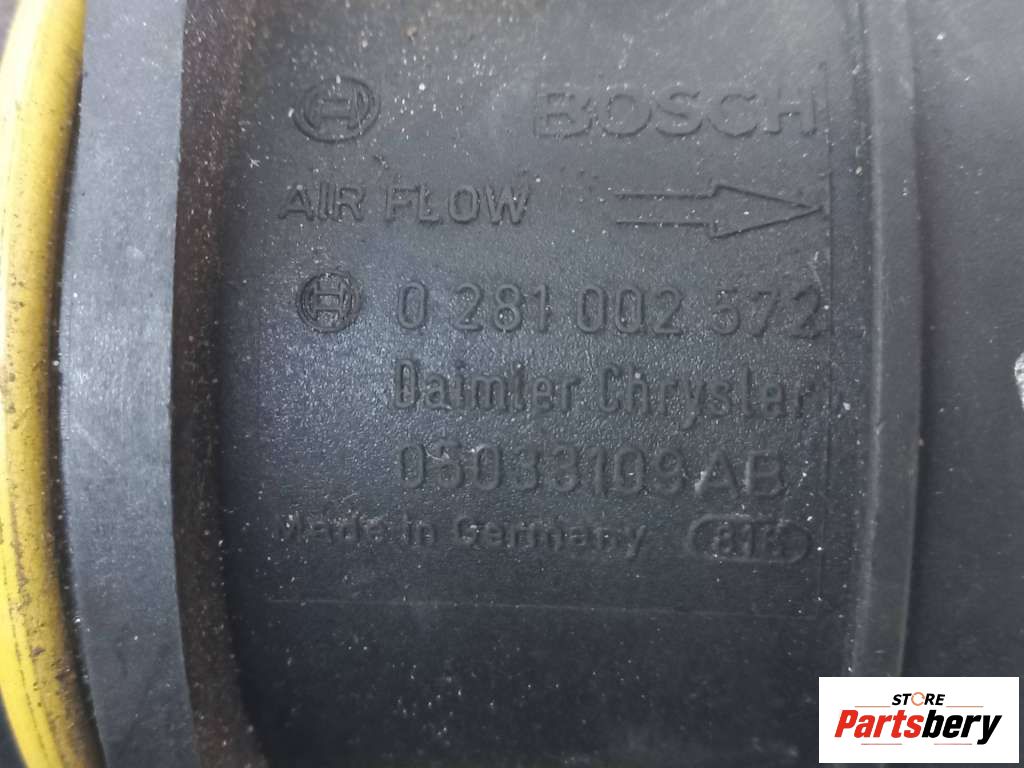 BOSCH
AIR FLOW
0 281 002 572
Daimler Chrysler
05033109AB
Made in Germany
STORE
Partsbery